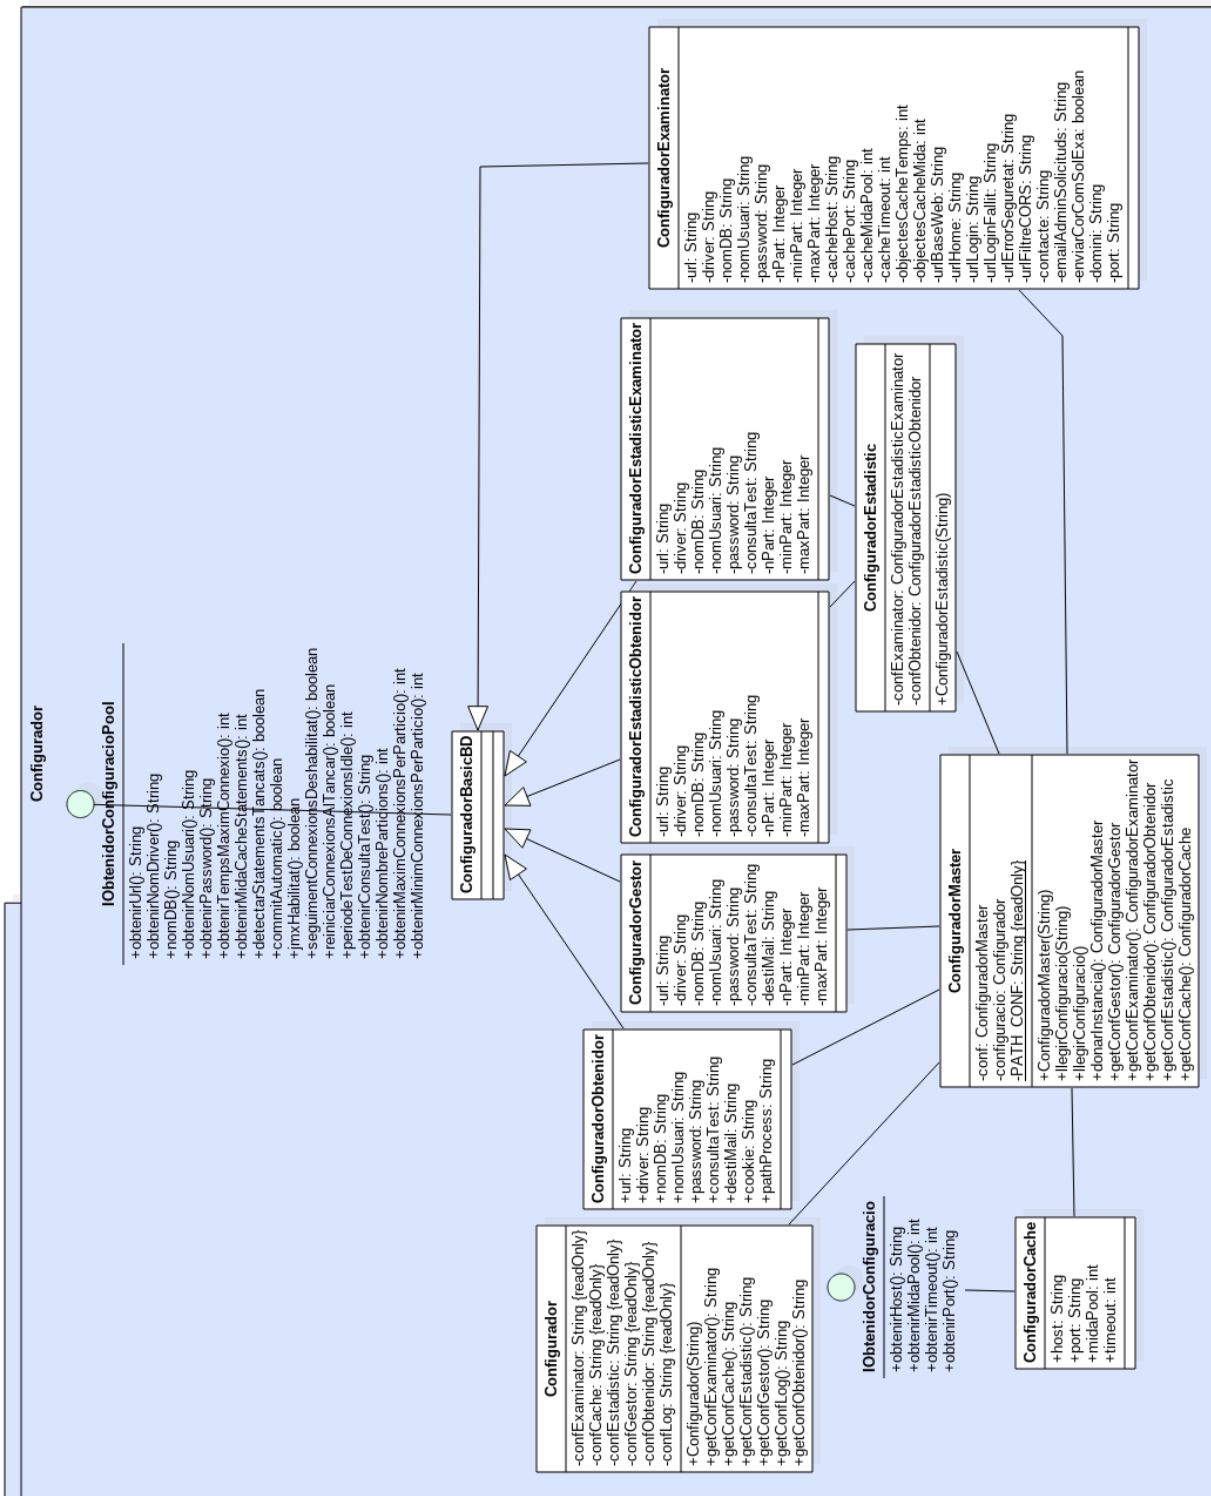 Configurador
IObtenidorConfiguracioPool
+obtenirUrl(): String
+obtenirNomDriver(): String
+nomDB(): String
+obtenirNomUsuari(): String
+obtenirPassword(): String
+obtenirTempsMaximConnexio(): int
+obtenirMidaCacheStatements(): int
+detectarStatementsTancats(): boolean
+commitAutomatic(): boolean
+jmxHabilitat(): boolean
+seguimentConnexionsDeshabilitat(): boolean
+reiniciarConnexionsAlTancar(): boolean
+periodeTestDeConnexionsIdle(): int
+obtenirConsultaTest(): String
+obtenirNombreParticions(): int
+obtenirMaximConnexionsPerParticio(): int
+obtenirMinimConnexionsPerParticio(): int
ConfiguradorBasicBD
Configurador
-confExaminator: String {readOnly}
-confCache: String {readOnly}
-confEstadistic: String {readOnly}
-confGestor: String {readOnly}
-confObtenidor: String {readOnly}
-confLog: String {readOnly}
+Configurador(String)
+getConfExaminator(): String
+getConfCache(): String
+getConfEstadistic(): String
+getConfGestor(): String
+getConfLog(): String
+getConfObtenidor(): String
ConfiguradorObtenidor
+url: String
+driver: String
+nomDB: String
+nomUsuari: String
+password: String
+consultaTest: String
+destiMail: String
+cookie: String
+pathProcess: String
ConfiguradorGestor
-url: String
-driver: String
-nomDB: String
-nomUsuari: String
-password: String
-consultaTest: String
-destiMail: String
-nPart: Integer
-minPart: Integer
-maxPart: Integer
ConfiguradorEstadisticObtenidor
-url: String
-driver: String
-nomDB: String
-nomUsuari: String
-password: String
-consultaTest: String
-nPart: Integer
-minPart: Integer
-maxPart: Integer
ConfiguradorEstadisticExaminator
-url: String
-driver: String
-nomDB: String
-nomUsuari: String
-password: String
-consultaTest: String
-nPart: Integer
-minPart: Integer
-maxPart: Integer
ConfiguradorExaminator
-url: String
-driver: String
-nomDB: String
-nomUsuari: String
-password: String
-nPart: Integer
-minPart: Integer
-maxPart: Integer
-cacheHost: String
-cachePort: String
-cacheMidaPool: int
-cacheTimeout: int
-objectesCacheTemps: int
-objectesCacheMida: int
-urlBaseWeb: String
-urlHome: String
-urlLogin: String
-urlLoginFallit: String
-urlErrorSeguretat: String
-urlFiltreCORS: String
-contacte: String
-emailAdminSolicituds: String
-enviarCorComSolExa: boolean
-domini: String
-port: String
IObtenidorConfiguracio
+obtenirHost(): String
+obtenirMidaPool(): int
+obtenirTimeout(): int
+obtenirPort(): String
ConfiguradorEstadistic
-confExaminator: ConfiguradorEstadisticExaminator
-confObtenidor: ConfiguradorEstadisticObtenidor
+ConfiguradorEstadistic(String)
ConfiguradorMaster
-conf: ConfiguradorMaster
-configuracio: Configurador
-PATH_CONF: String {readOnly}
+ConfiguradorMaster(String)
+llegirConfiguracio(String)
+llegirConfiguracio()
+donarInstancia(): ConfiguradorMaster
+getConfGestor(): ConfiguradorGestor
+getConfExaminator(): ConfiguradorExaminator
+getConfObtenidor(): ConfiguradorObtenidor
+getConfEstadistic(): ConfiguradorEstadistic
+getConfCache(): ConfiguradorCache
ConfiguradorCache
+host: String
+port: String
+midaPool: int
+timeout: int